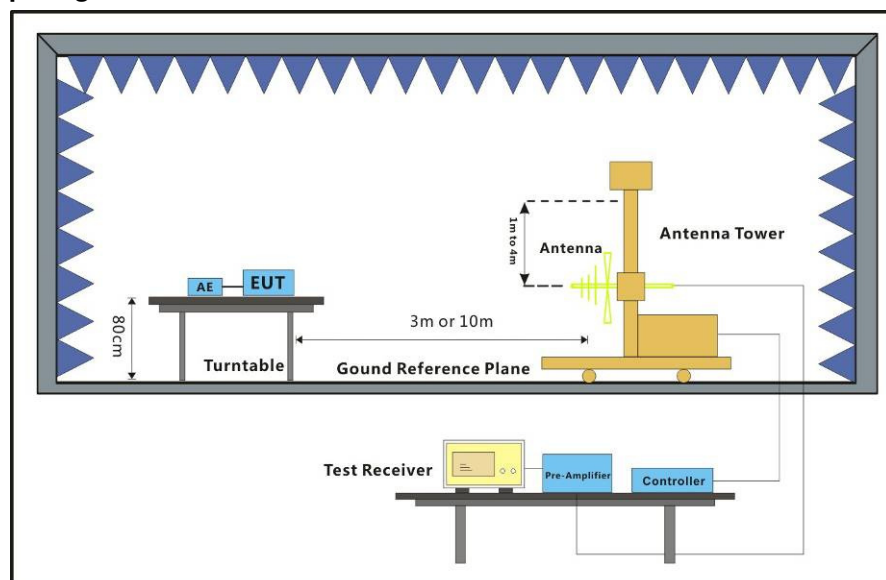 1m to 4m
Antenna
Antenna Tower
AE
EUT
80cm
3m or 10m
Turntable
Gound Reference Plane
Test Receiver
Pre-Amplifier
Controller